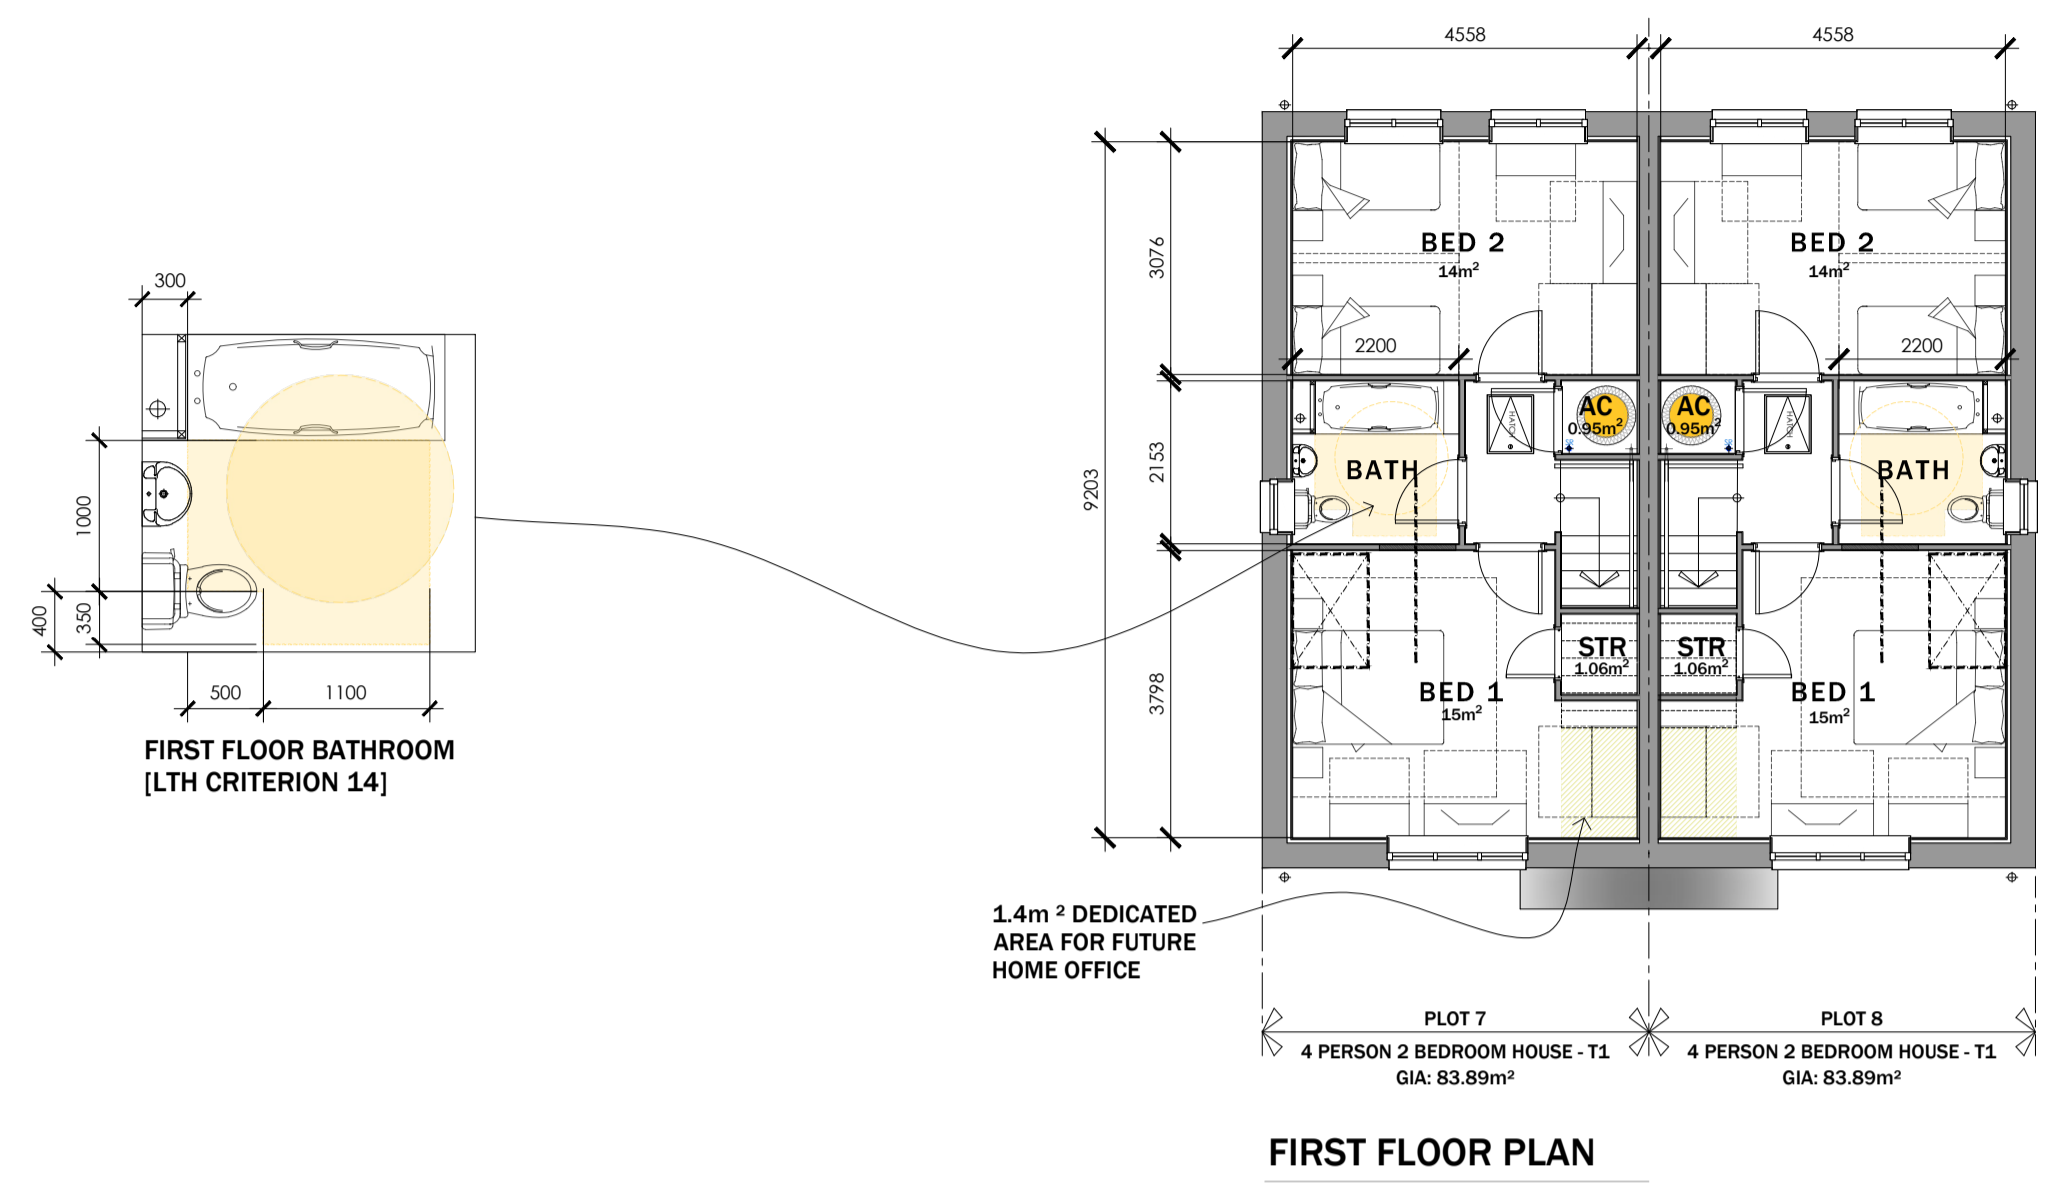 4558
4558
300
1000
400
350
500
1100
FIRST FLOOR BATHROOM
[LTH CRITERION 14]
9203
3076
2153
3798
BED 2
14m²
BED 2
14m²
2200
2200
AC
0.95m²
AC
0.95m²
HATCH
HATCH
BATH
BATH
STR
1.06m²
STR
1.06m²
BED 1
15m²
BED 1
15m²
1.4m ² DEDICATED
AREA FOR FUTURE
HOME OFFICE
PLOT 7
4 PERSON 2 BEDROOM HOUSE - T1
GIA: 83.89m²
PLOT 8
4 PERSON 2 BEDROOM HOUSE - T1
GIA: 83.89m²
FIRST FLOOR PLAN